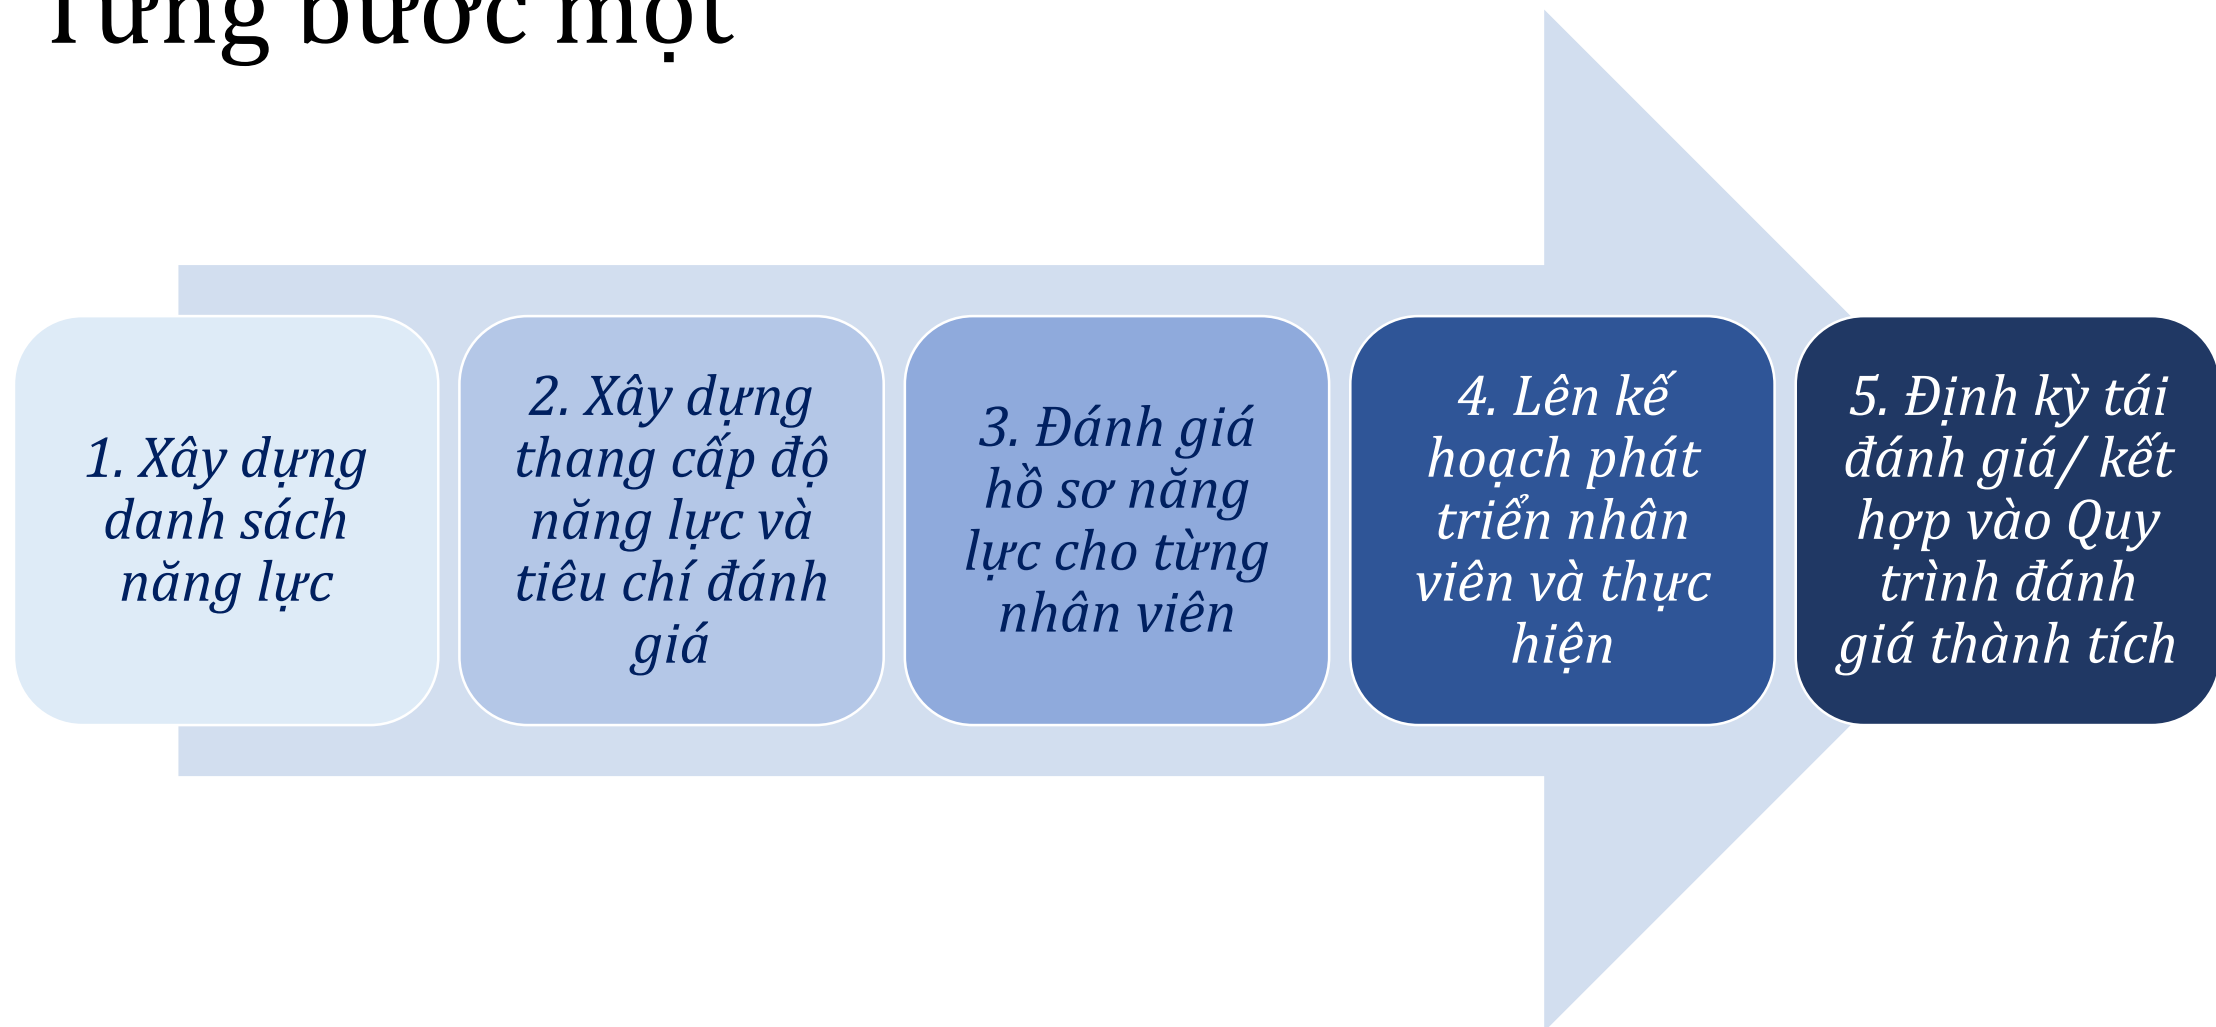 Từng bước một
1. Xây dựng
danh sách
năng lực
2. Xây dựng
thang cấp độ
năng lực và
tiêu chí đánh
giá
3. Đánh giá
hồ sơ năng
lực cho từng
nhân viên
4. Lên kế
hoạch phát
triển nhân
viên và thực
hiện
5. Định kỳ tái
đánh giá/ kết
hợp vào Quy
trình đánh
giá thành tích